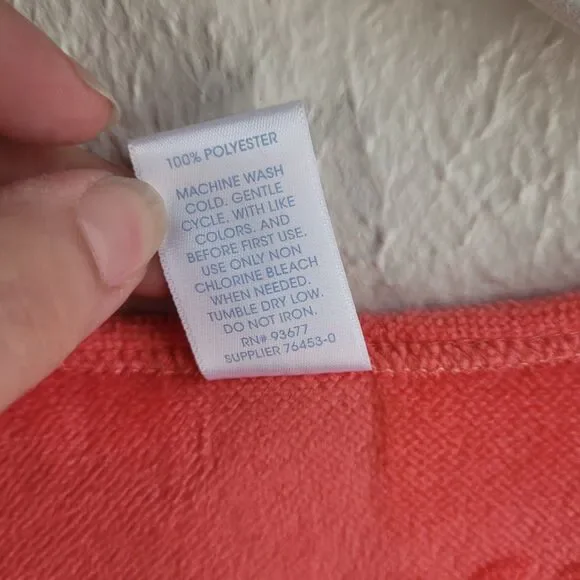 100% POLYESTER
MACHINE WASH
COLD. GENTLE
CYCLE. WITH LIKE
COLORS. AND
BEFORE FIRST USE.
USE ONLY NON
CHLORINE BLEACH
WHEN NEEDED.
TUMBLE DRY LOW.
DO NOT IRON.
RN# 93677
SUPPLIER 76453-0